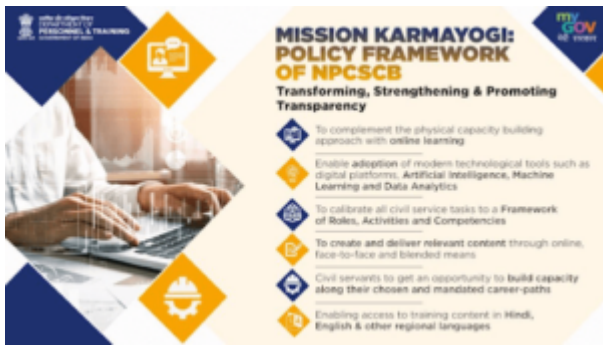 DEPARTMENT OF
PERSONNEL & TRAINING
GOVERNMENT OF INDIA
my
GOV
मेरी सरकार
MISSION KARMAYOGI:
POLICY FRAMEWORK
OF NPCSCB
Transforming, Strengthening & Promoting
Transparency
To complement the physical capacity building
approach with online learning
Enable adoption of modern technological tools such as
digital platforms, Artificial Intelligence, Machine
Learning and Data Analytics
To calibrate all civil service tasks to a Framework
of Roles, Activities and Competencies
To create and deliver relevant content through online,
face-to-face and blended means
Civil servants to get an opportunity to build capacity
along their chosen and mandated career-paths
Enabling access to training content in Hindi,
English & other regional languages